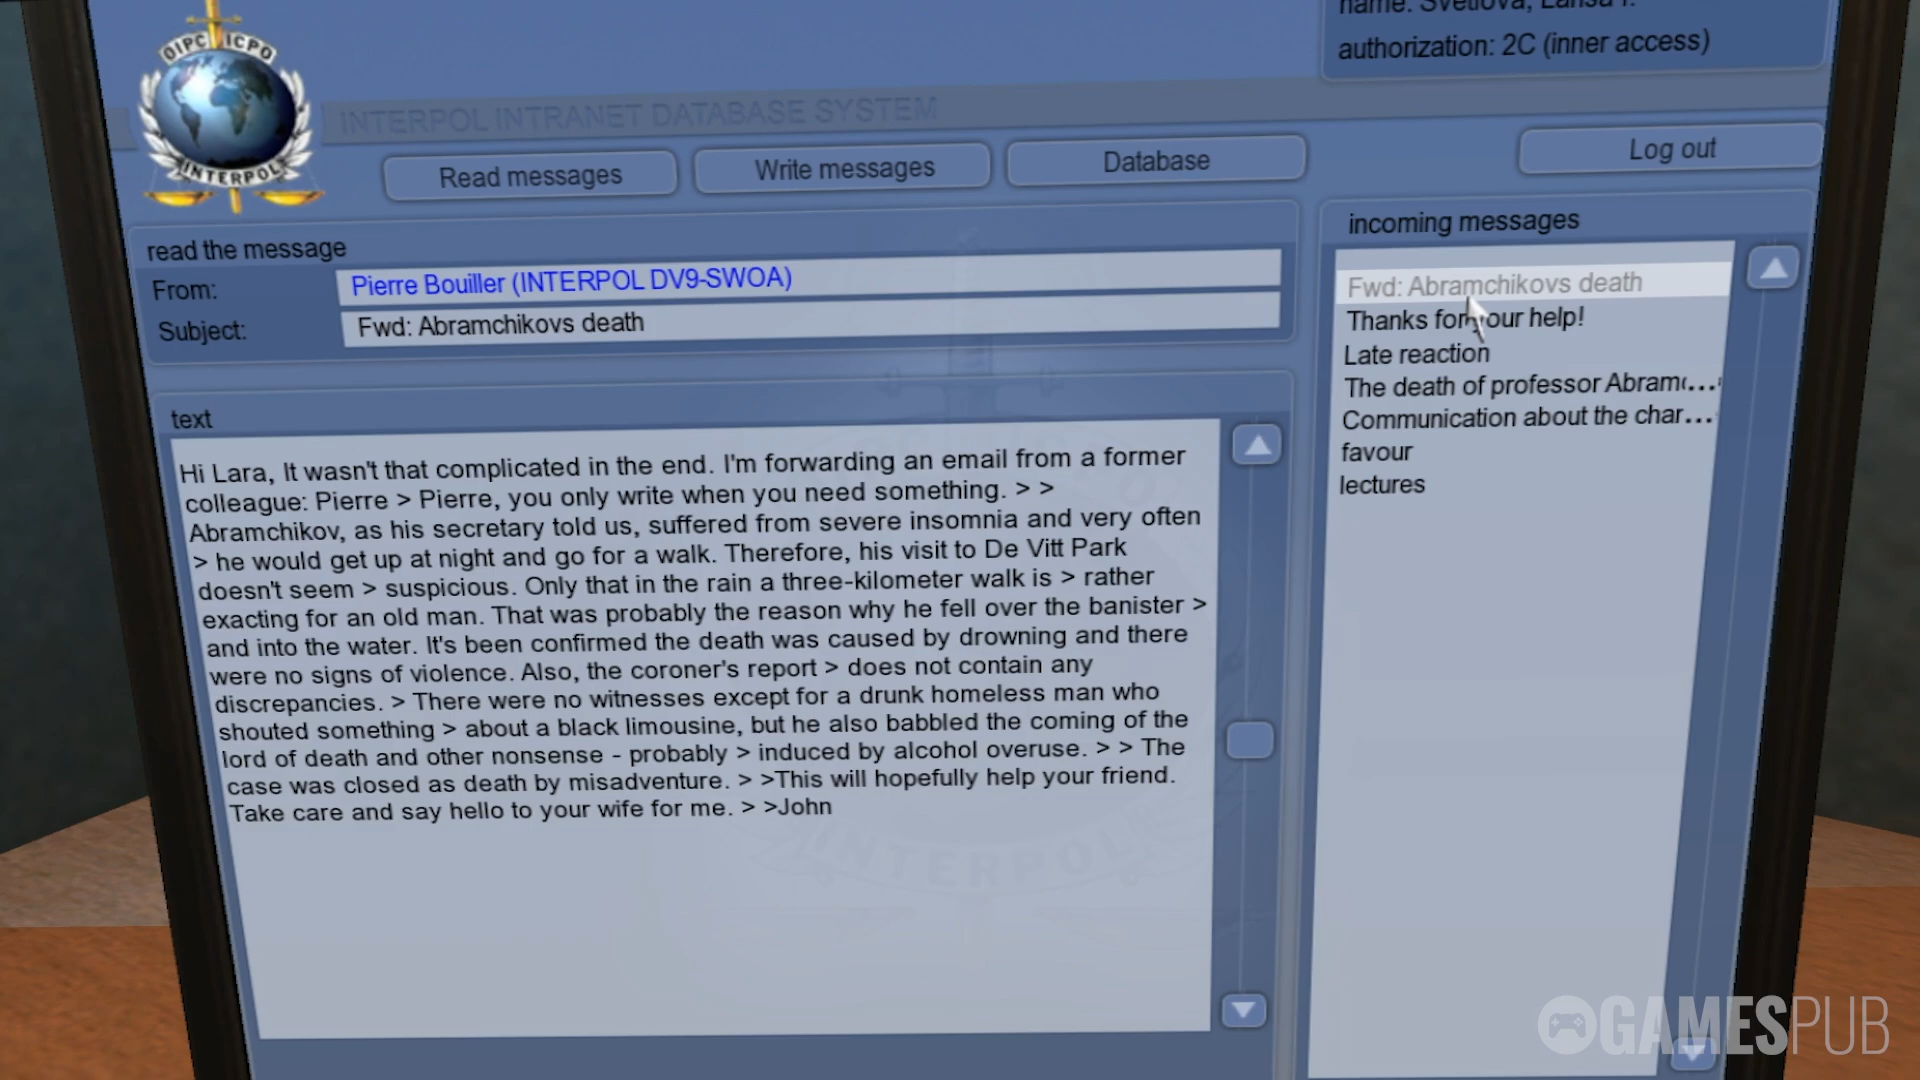 name: Svetlova, Larisa I.
authorization: 2C (inner access)
OIPC ICPO
INTERPOL
INTERPOL INTRANET DATABASE SYSTEM
Read messages
Write messages
Database
Log out
read the message
From:
Pierre Bouiller (INTERPOL DV9-SWOA)
Subject:
Fwd: Abramchikovs death
text
Hi Lara, It wasn't that complicated in the end. I'm forwarding an email from a former
colleague: Pierre > Pierre, you only write when you need something. > >
Abramchikov, as his secretary told us, suffered from severe insomnia and very often
> he would get up at night and go for a walk. Therefore, his visit to De Vitt Park
doesn't seem > suspicious. Only that in the rain a three-kilometer walk is > rather
exacting for an old man. That was probably the reason why he fell over the banister >
and into the water. It's been confirmed the death was caused by drowning and there
were no signs of violence. Also, the coroner's report > does not contain any
discrepancies. > There were no witnesses except for a drunk homeless man who
shouted something > about a black limousine, but he also babbled the coming of the
lord of death and other nonsense - probably > induced by alcohol overuse. > > The
case was closed as death by misadventure. > >This will hopefully help your friend.
Take care and say hello to your wife for me. > >John
INTERPOL
incoming messages
Fwd: Abramchikovs death
Thanks for your help!
Late reaction
The death of professor Abram...
Communication about the char...
favour
lectures
GAMESPUB